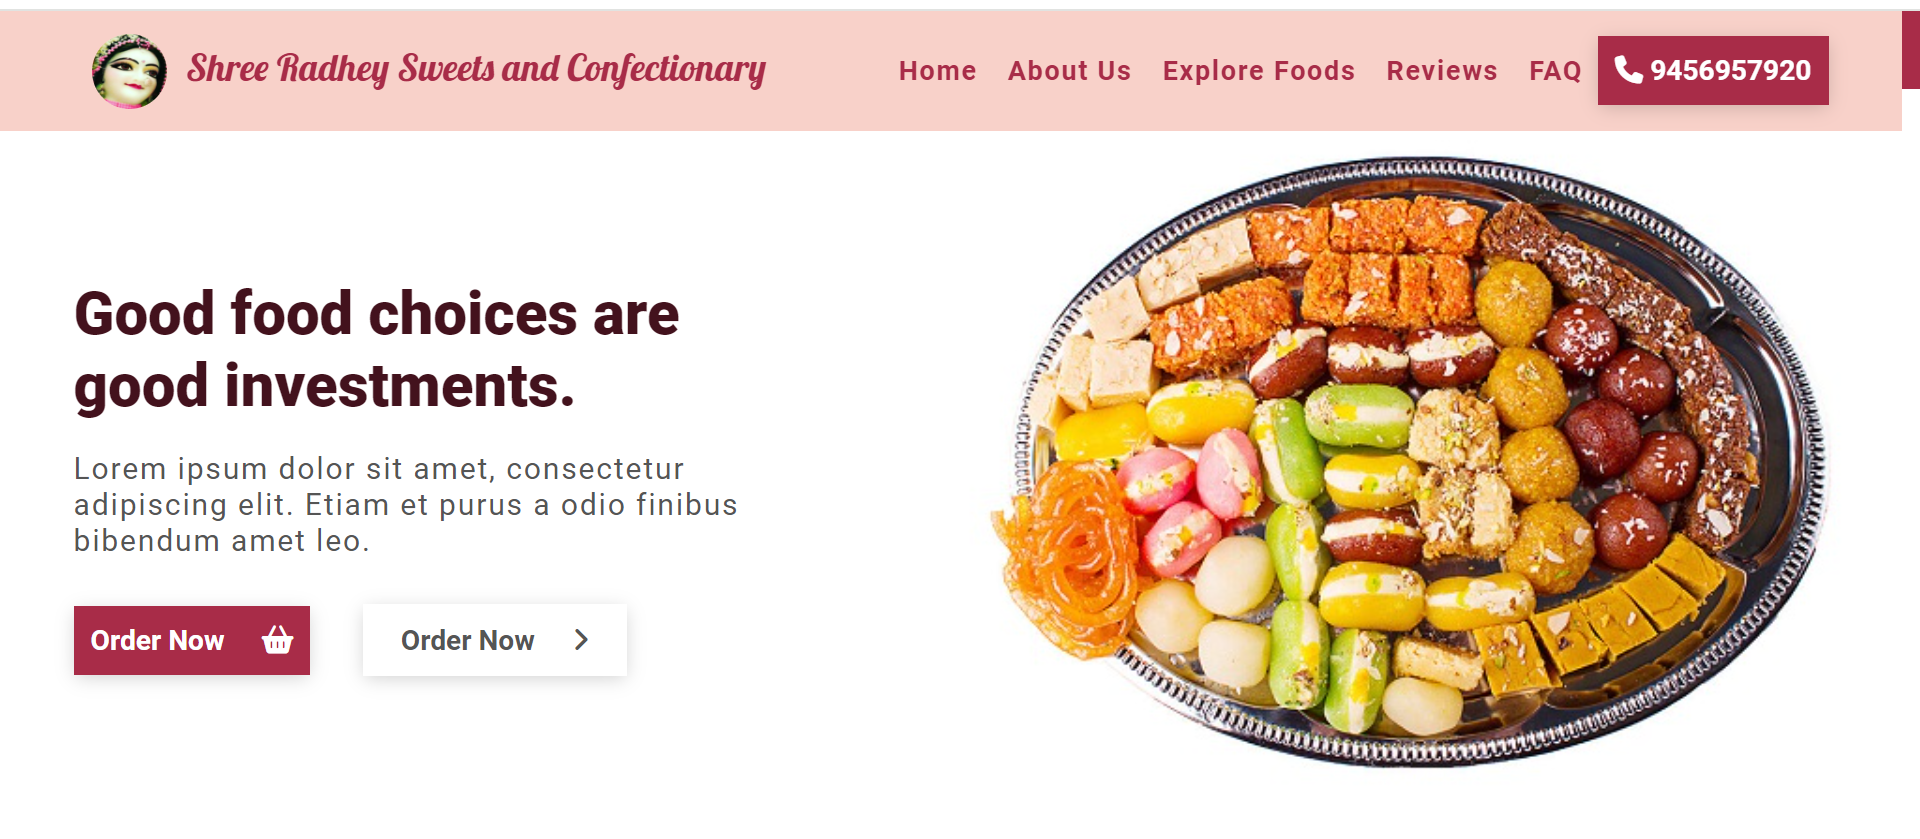 Shree Radhey Sweets and Confectionary
Home About Us Explore Foods Reviews FAQ 9456957920
Good food choices are
good investments.
Lorem ipsum dolor sit amet, consectetur
adipiscing elit. Etiam et purus a odio finibus
bibendum amet leo.
Order Now Order Now